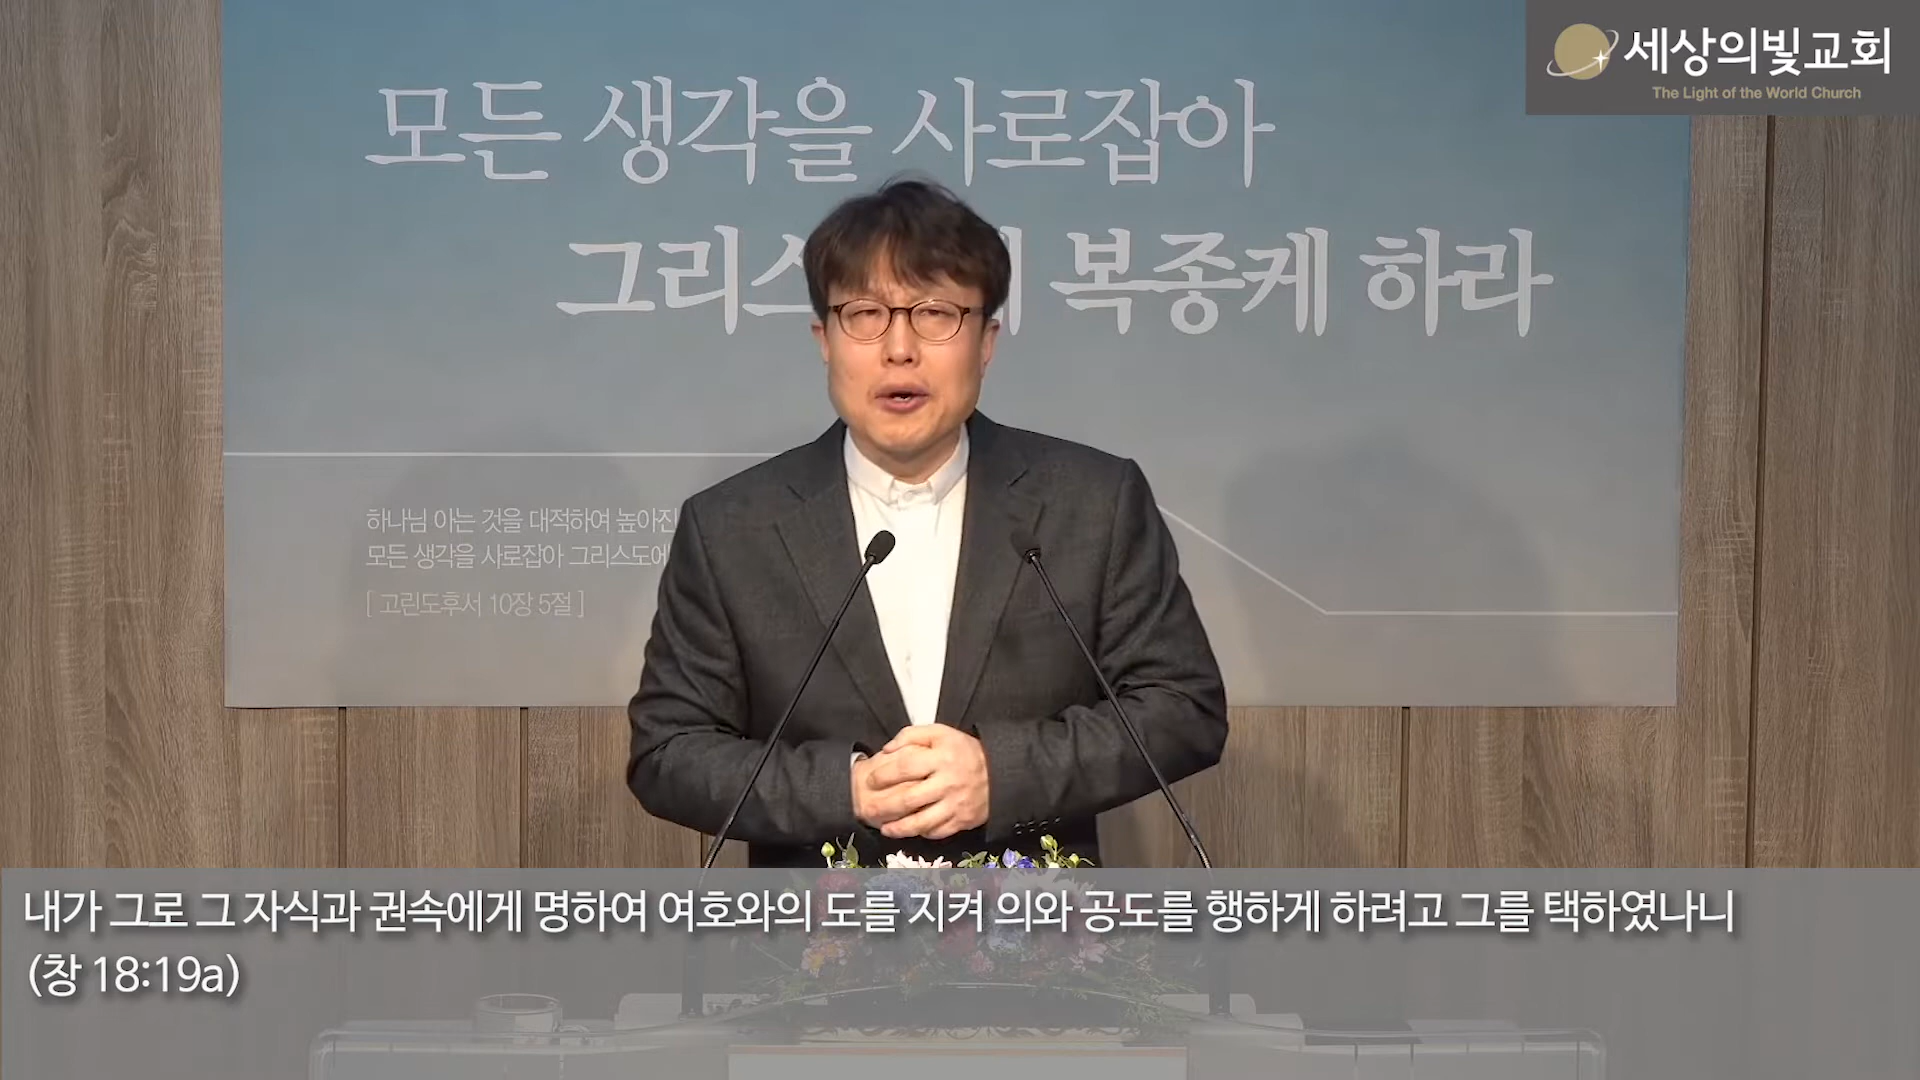 세상의빛교회
The Light of the World Church
모든 생각을 사로잡아
그리스 복종케 하라
하나님 아는 것을 대적하여 높아진
모든 생각을 사로잡아 그리스도에
[ 고린도후서 10장 5절 ]
내가 그로 그 자식과 권속에게 명하여 여호와의 도를 지켜 의와 공도를 행하게 하려고 그를 택하였나니
(창 18:19a)